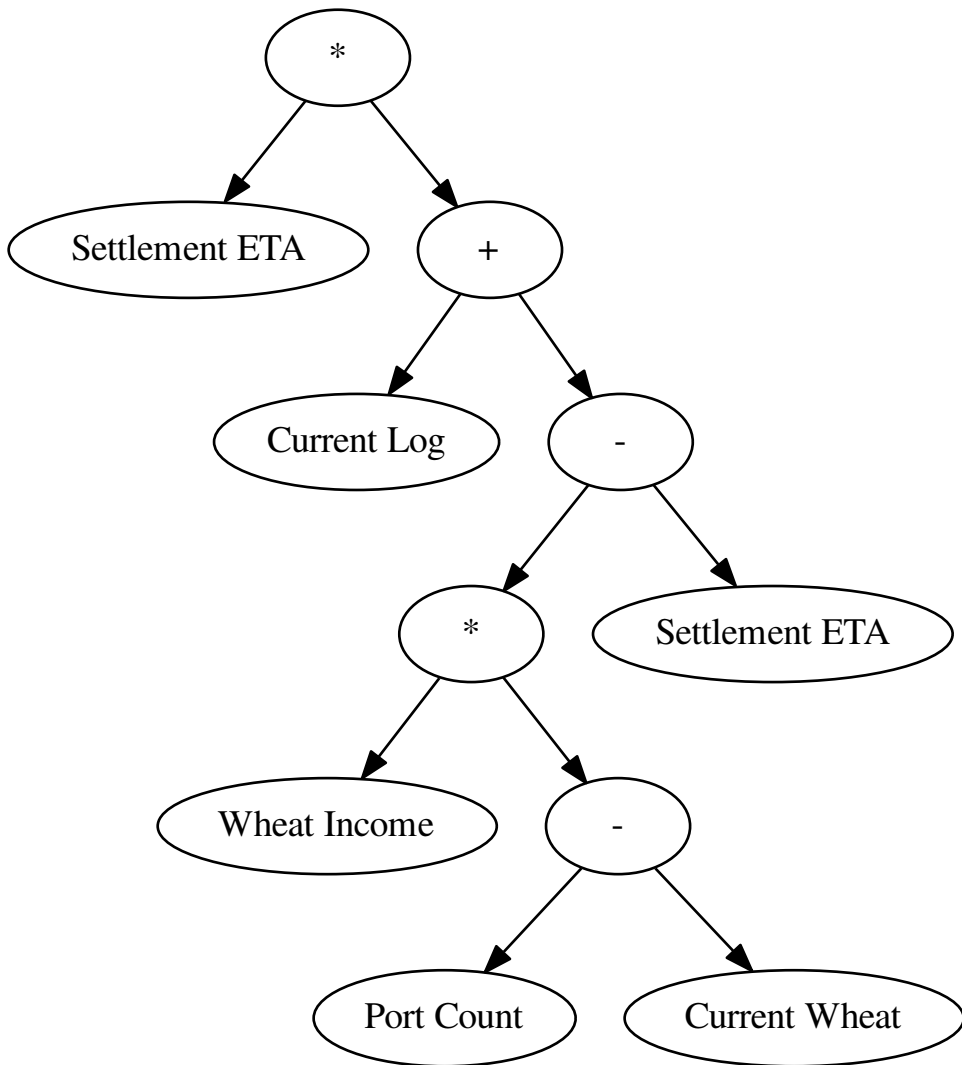 *
Settlement ETA
+
Current Log
-
*
Settlement ETA
Wheat Income
-
Port Count
Current Wheat